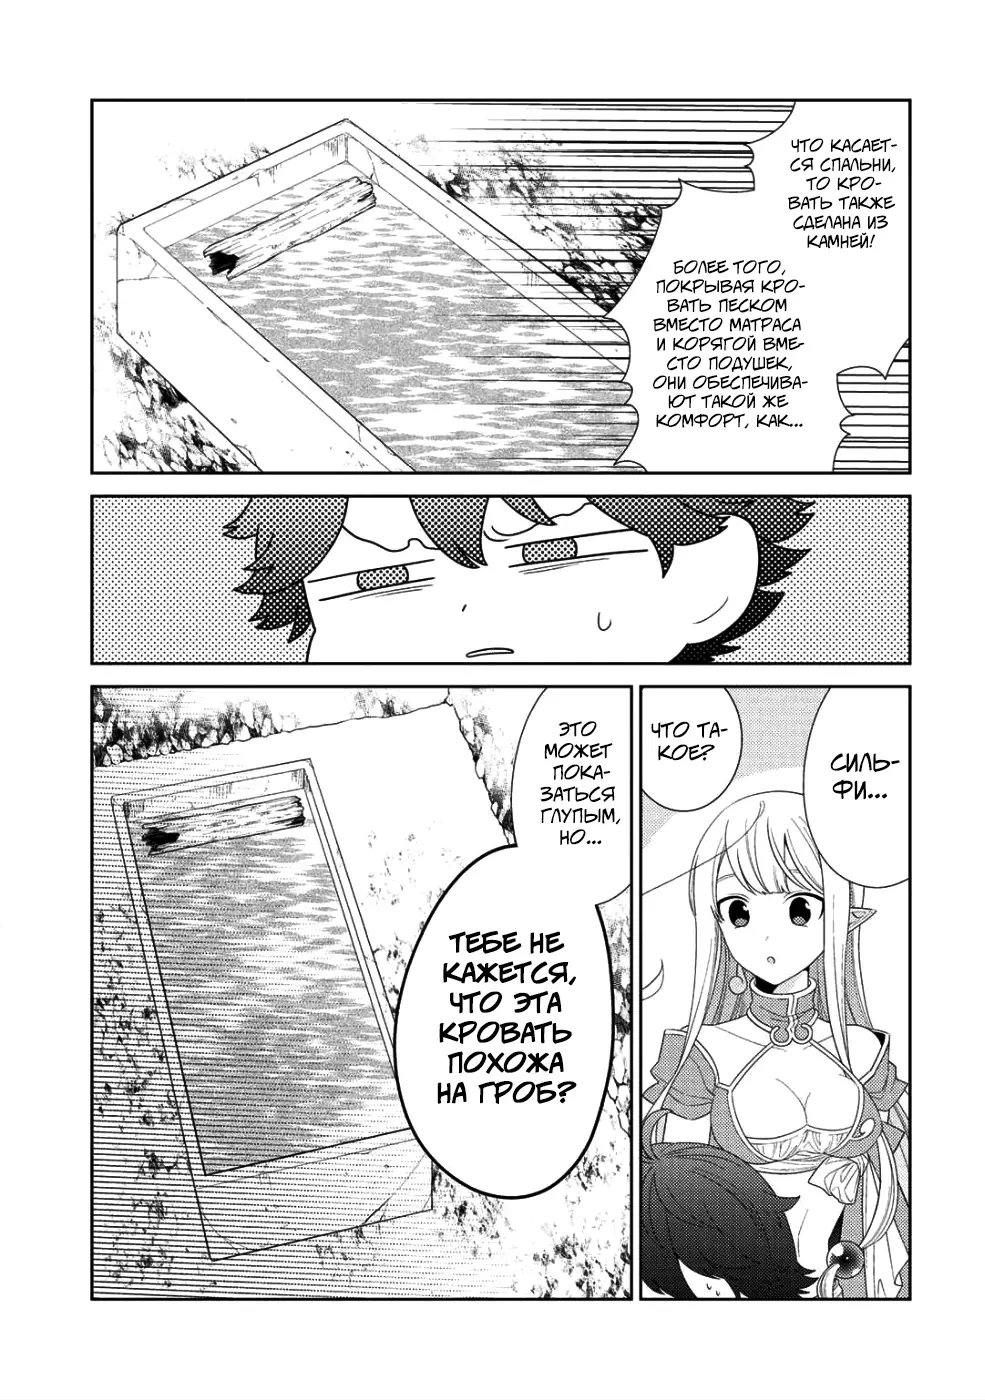 ЧТО КАСАЕТ-
СЯ СПАЛЬНИ,
ТО КРО-
ВАТЬ ТАКЖЕ
СДЕЛАНА ИЗ
КАМНЕЙ!
БОЛЕЕ ТОГО,
ПОКРЫВАЯ КРО-
ВАТЬ ПЕСКОМ
ВМЕСТО МАТРАСА
И КОРЯГОЙ ВМЕ-
СТО ПОДУШЕК,
ОНИ ОБЕСПЕЧИВА-
ЮТ ТАКОЙ ЖЕ
КОМФОРТ, КАК...
СИЛЬ-
ФИ...
ЧТО ТА-
КОЕ?
ЭТО
МОЖЕТ
ПОКА-
ЗАТЬСЯ
ГЛУПЫМ,
НО...
ТЕБЕ НЕ
КАЖЕТСЯ,
ЧТО ЭТА
КРОВАТЬ
ПОХОЖА
НА ГРОБ?